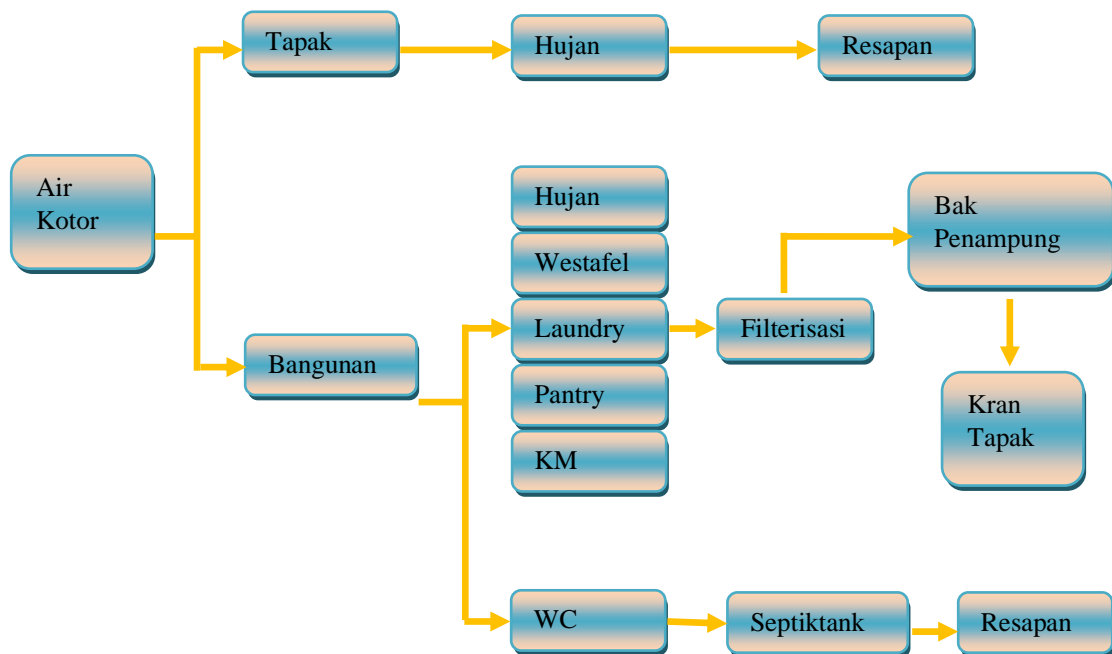 Tapak
Hujan
Resapan
Air
Kotor
Hujan
Westafel
Laundry
Pantry
KM
Filterisasi
Bak
Penampung
Kran
Tapak
Bangunan
WC
Septiktank
Resapan